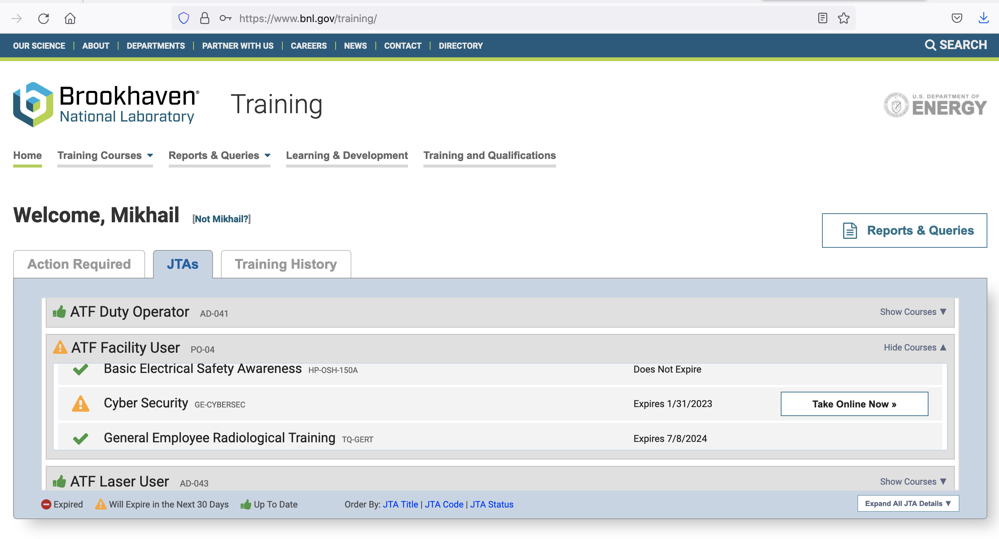 https://www.bnl.gov/training/
OUR SCIENCE | ABOUT | DEPARTMENTS | PARTNER WITH US | CAREERS | NEWS | CONTACT | DIRECTORY SEARCH
Brookhaven®
National Laboratory
Training
U.S. DEPARTMENT OF
ENERGY
Home Training Courses Reports & Queries Learning & Development Training and Qualifications
Welcome, Mikhail [Not Mikhail?]
Reports & Queries
Action Required JTAs Training History
ATF Duty Operator AD-041 Show Courses ▼
ATF Facility User PO-04 Hide Courses ▲
Basic Electrical Safety Awareness HP-OSH-150A Does Not Expire
Cyber Security GE-CYBERSEC Expires 1/31/2023 Take Online Now »
General Employee Radiological Training TQ-GERT Expires 7/8/2024
ATF Laser User AD-043 Show Courses ▼
Expired Will Expire in the Next 30 Days Up To Date Order By: JTA Title | JTA Code | JTA Status Expand All JTA Details ▼